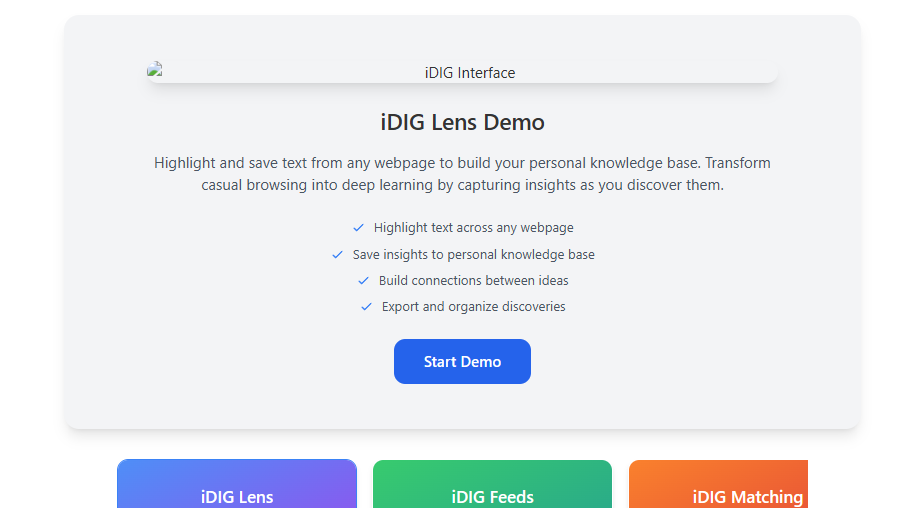 iDIG Interface
iDIG Lens Demo
Highlight and save text from any webpage to build your personal knowledge base. Transform
casual browsing into deep learning by capturing insights as you discover them.
Highlight text across any webpage
Save insights to personal knowledge base
Build connections between ideas
Export and organize discoveries
Start Demo
iDIG Lens
iDIG Feeds
iDIG Matching